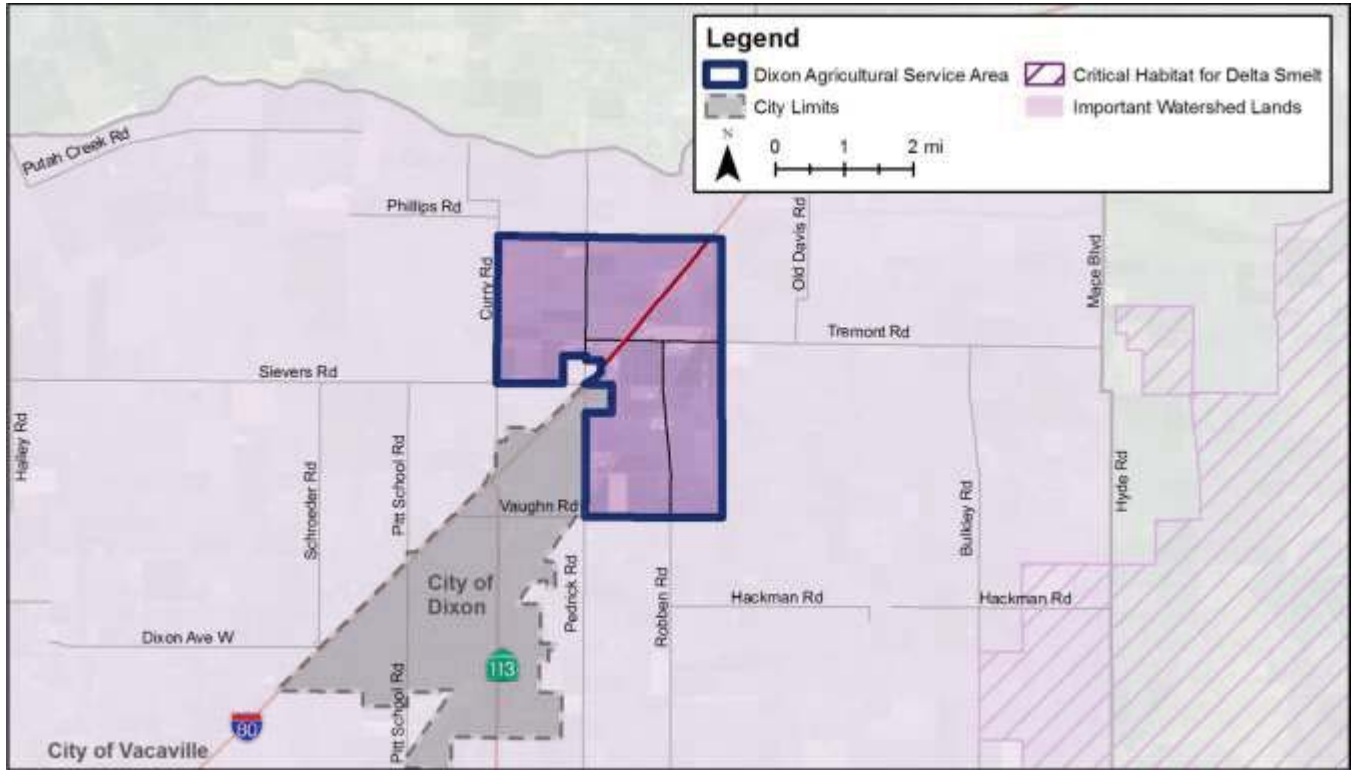 Legend
Dixon Agricultural Service Area
Critical Habitat for Delta Smelt
City Limits
Important Watershed Lands
N
0 1 2 mi
Putah Creek Rd
Phillips Rd
Curry Rd
Old Davis Rd
Mace Blvd
Tremont Rd
Sievers Rd
Halley Rd
Schroeder Rd
Pitt School Rd
Vaughn Rd
Bulkley Rd
Hyde Rd
City of
Dixon
Pedrick Rd
Robben Rd
Hackman Rd
Hackman Rd
Dixon Ave W
113
Pitt School Rd
80
City of Vacaville